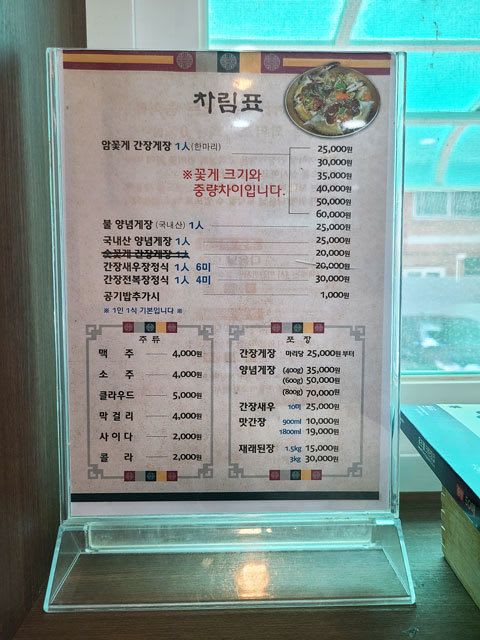 차림표
암꽃게 간장게장 1인(한마리) 25,000원
30,000원
※꽃게 크기와 35,000원
중량차이입니다. 40,000원
50,000원
60,000원
불 양념게장 (국내산) 1인 25,000원
국내산 양념게장 1인 25,000원
숫꽃게 간장게장 1인 20,000원
간장새우장정식 1인 6미 20,000원
간장전복장정식 1인 4미 30,000원
공기밥추가시 1,000원
※ 1인 1식 기본입니다 ※
주 류
맥 주 4,000원
소 주 4,000원
클라우드 5,000원
막 걸 리 4,000원
사 이 다 2,000원
콜 라 2,000원
포 장
간장게장 마리당 25,000원 부터
양념게장 (400g) 35,000원
(600g) 50,000원
(800g) 70,000원
간장새우 10미 25,000원
맛간장 900ml 10,000원
1800ml 19,000원
재래된장 1.5kg 15,000원
3kg 30,000원